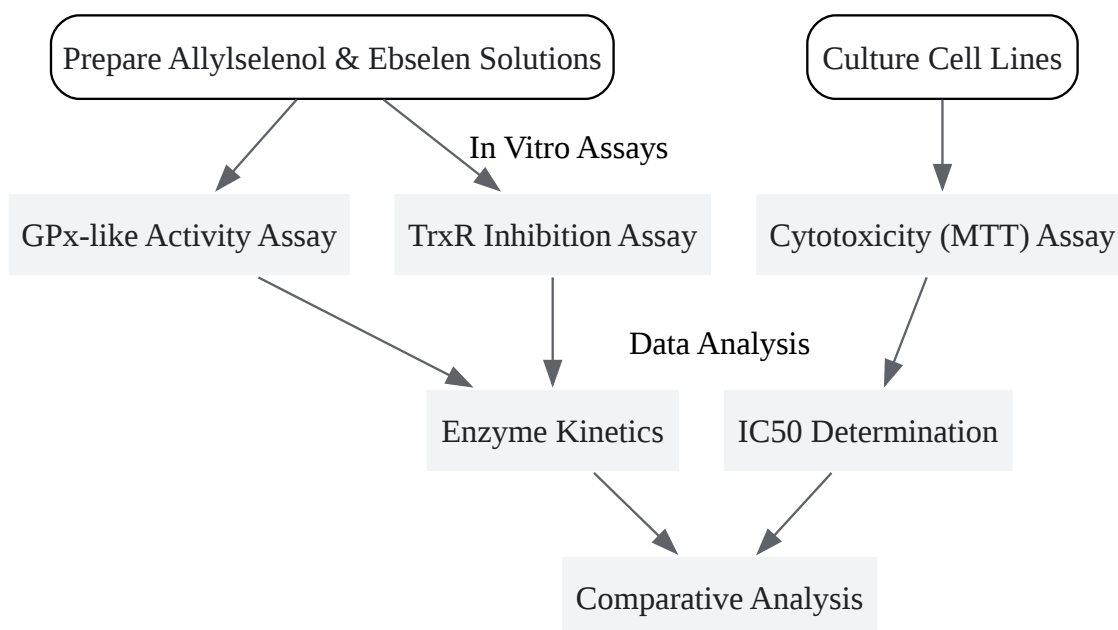 Prepare Allylselenol & Ebselen Solutions
Culture Cell Lines
In Vitro Assays
GPx-like Activity Assay
TrxR Inhibition Assay
Cytotoxicity (MTT) Assay
Data Analysis
Enzyme Kinetics
IC50 Determination
Comparative Analysis